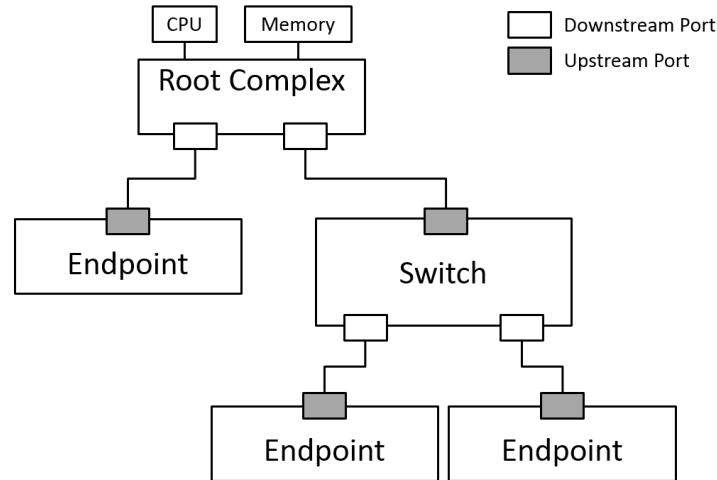 CPU
Memory
Downstream Port
Upstream Port
Root Complex
Endpoint
Switch
Endpoint
Endpoint